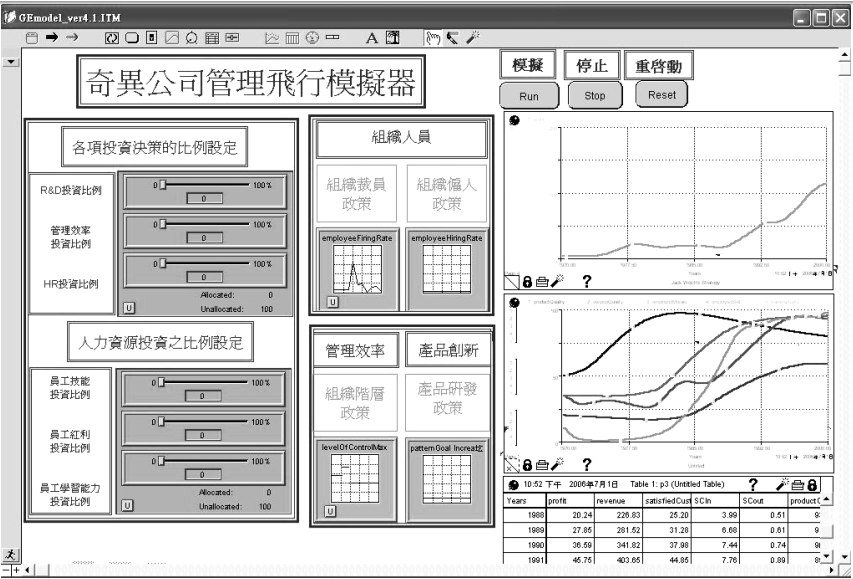 GEmodel_ver4.1.ITM
奇異公司管理飛行模擬器
模擬
停止
重啓動
Run
Stop
Reset
各項投資決策的比例設定
R&D投資比例
0
100%
0
管理效率
投資比例
0
100%
0
HR投資比例
0
100%
0
Allocated: 0
U
Unallocated: 100
人力資源投資之比例設定
員工技能
投資比例
0
100%
0
員工紅利
投資比例
0
100%
0
員工學習能力
投資比例
0
100%
0
Allocated: 0
U
Unallocated: 100
組織人員
組織裁員
政策
組織僱人
政策
employeeFiringRate
employeeHiringRate
U
管理效率
產品創新
組織階層
政策
產品研發
政策
levelOfControlMax
U
Years
Jack Welch's Strategy
?
Years
Untitled
?
10:52 下午 2006年7月1日 Table 1: p3 (Untitled Table) ?
Years profit revenue satisfiedCust SCin SCout product
1988 20.24 226.83 25.20 3.99 0.51
1989 27.85 281.52 31.28 6.68 0.61
1990 36.59 341.82 37.98 7.44 0.74
1991 45.75 403.65 44.85 7.76 0.89